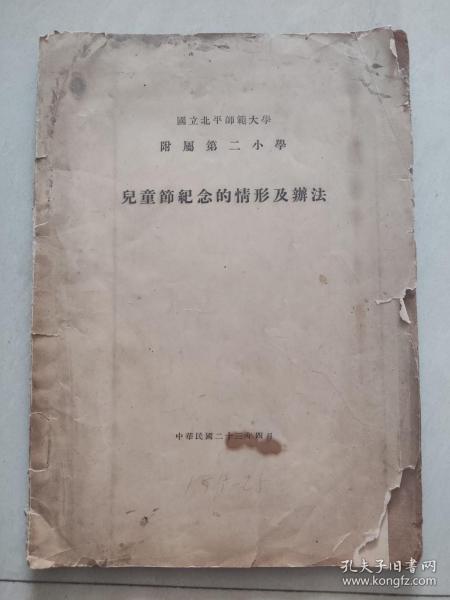 國立北平師範大學
附屬第二小學
兒童節紀念的情形及辦法
中華民國二十三年四月
孔夫子旧书网
www.kongfz.com